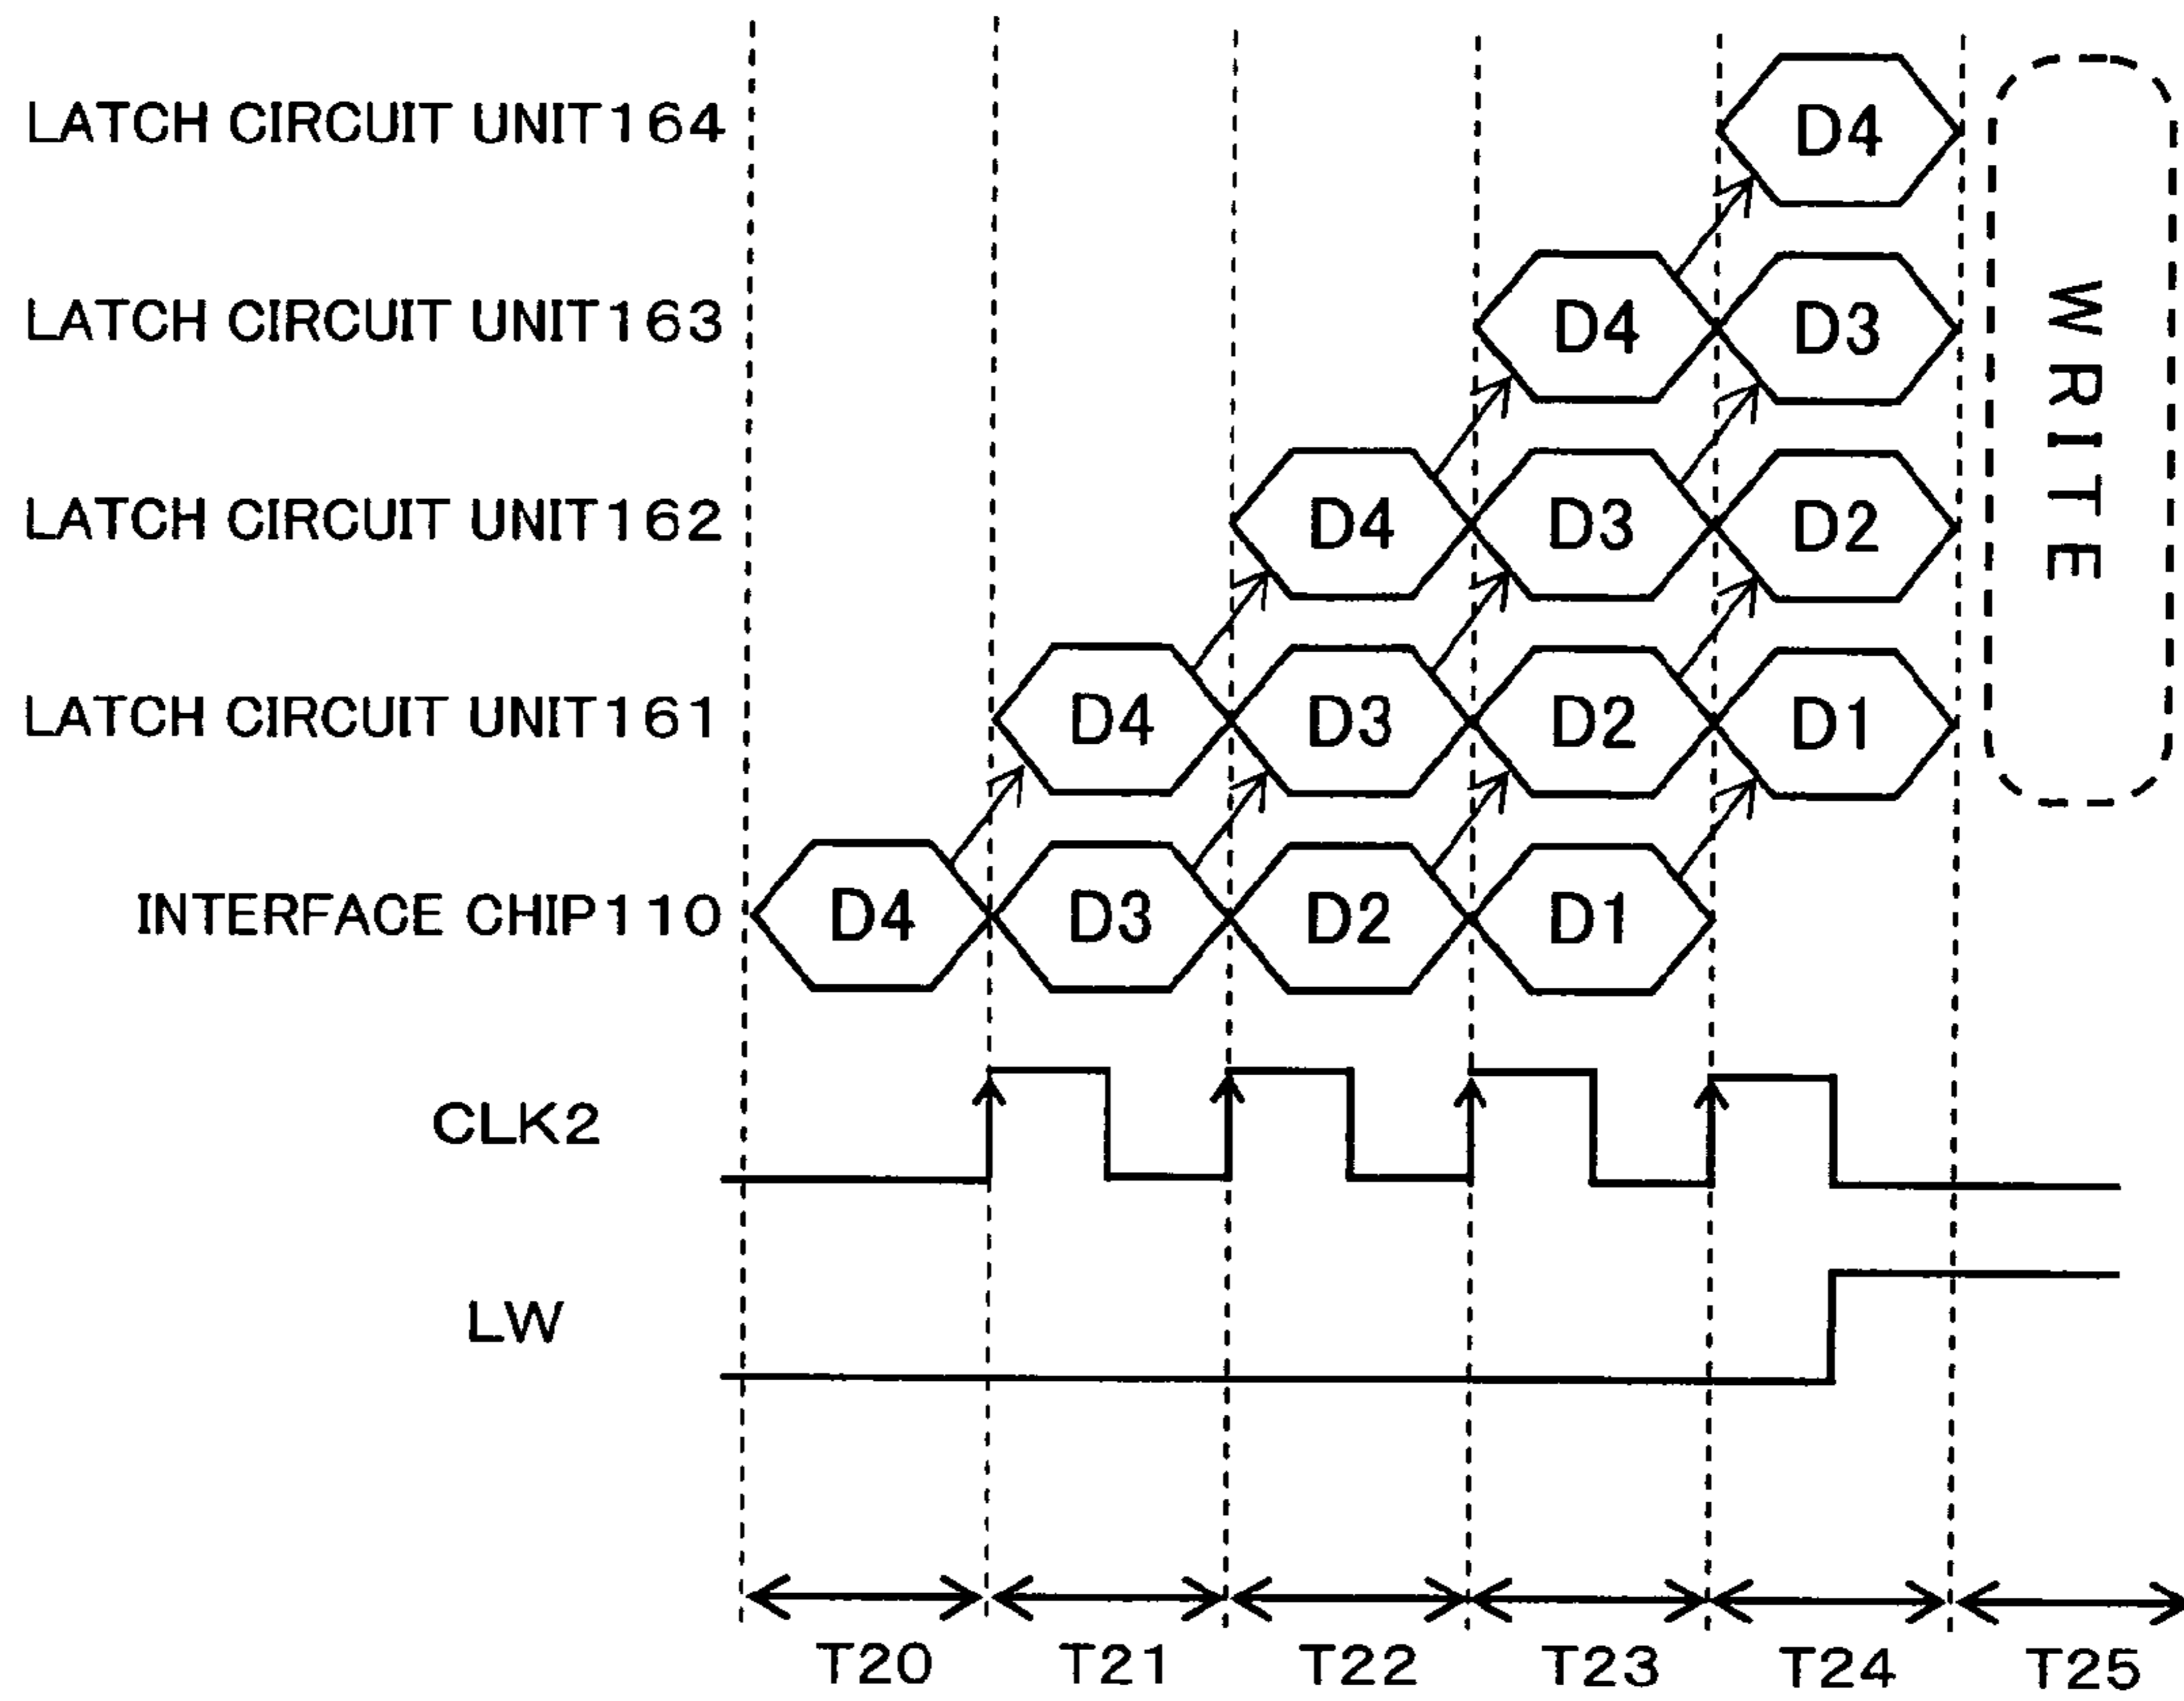 LATCH CIRCUIT UNIT164 D4
LATCH CIRCUIT UNIT163 D4 D3
LATCH CIRCUIT UNIT162 D4 D3 D2
LATCH CIRCUIT UNIT161 D4 D3 D2 D1
INTERFACE CHIP110 D4 D3 D2 D1
WRITE
CLK2
LW
T20 T21 T22 T23 T24 T25